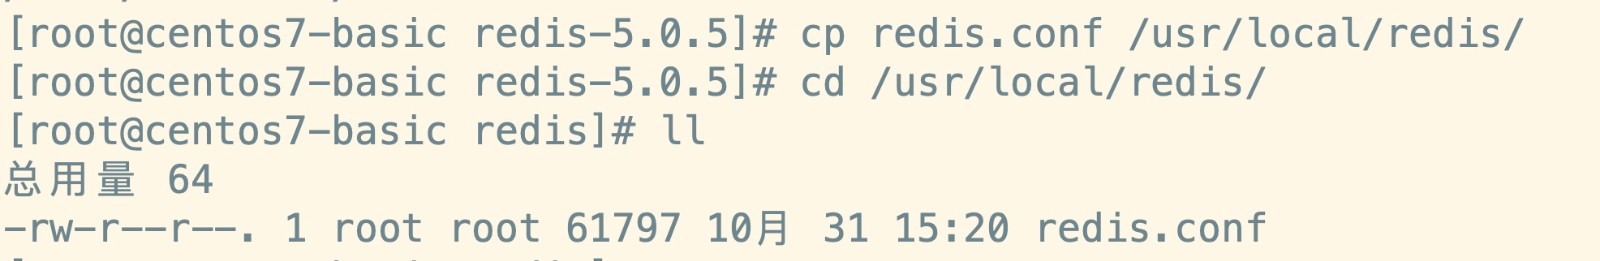 [root@centos7-basic redis-5.0.5]# cp redis.conf /usr/local/redis/
[root@centos7-basic redis-5.0.5]# cd /usr/local/redis/
[root@centos7-basic redis]# ll
总用量 64
-rw-r--r--. 1 root root 61797 10月 31 15:20 redis.conf